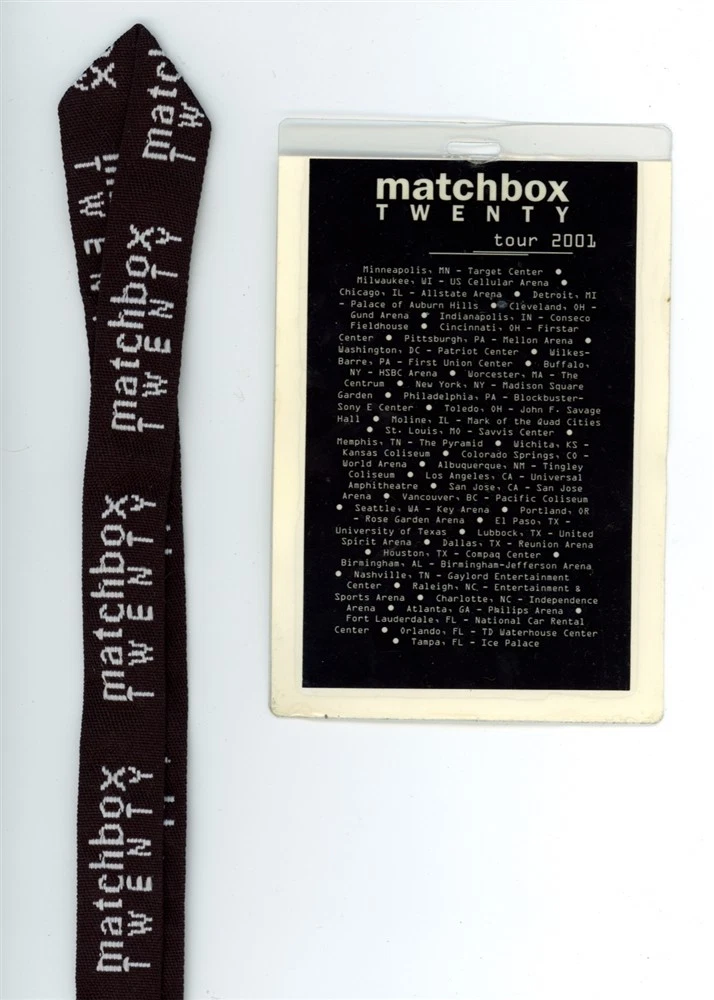 matchbox
TWENTY
matchbox
TWENTY
matchbox
TWENTY
matchbox
TWENTY
tour 2001
Minneapolis, MN - Target Center ●
Milwaukee, WI - US Cellular Arena ●
Chicago, IL - Allstate Arena ● Detroit, MI
- Palace of Auburn Hills ● Cleveland, OH -
Gund Arena ● Indianapolis, IN - Conseco
Fieldhouse ● Cincinnati, OH - Firstar
Center ● Pittsburgh, PA - Mellon Arena ●
Washington, DC - Patriot Center ● Wilkes-
Barre, PA - First Union Center ● Buffalo,
NY - HSBC Arena ● Worcester, MA - The
Centrum ● New York, NY - Madison Square
Garden ● Philadelphia, PA - Blockbuster-
Sony E Center ● Toledo, OH - John F. Savage
Hall ● Moline, IL - Mark of the Quad Cities
● St. Louis, MO - Savvis Center ●
Memphis, TN - The Pyramid ● Wichita, KS -
Kansas Coliseum ● Colorado Springs, CO -
World Arena ● Albuquerque, NM - Tingley
Coliseum ● Los Angeles, CA - Universal
Amphitheatre ● San Jose, CA - San Jose
Arena ● Vancouver, BC - Pacific Coliseum
● Seattle, WA - Key Arena ● Portland, OR
- Rose Garden Arena ● El Paso, TX -
University of Texas ● Lubbock, TX - United
Spirit Arena ● Dallas, TX - Reunion Arena
● Houston, TX - Compaq Center ●
Birmingham, AL - Birmingham-Jefferson Arena
● Nashville, TN - Gaylord Entertainment
Center ● Raleigh, NC - Entertainment &
Sports Arena ● Charlotte, NC - Independence
Arena ● Atlanta, GA - Philips Arena ●
Fort Lauderdale, FL - National Car Rental
Center ● Orlando, FL - TD Waterhouse Center
● Tampa, FL - Ice Palace